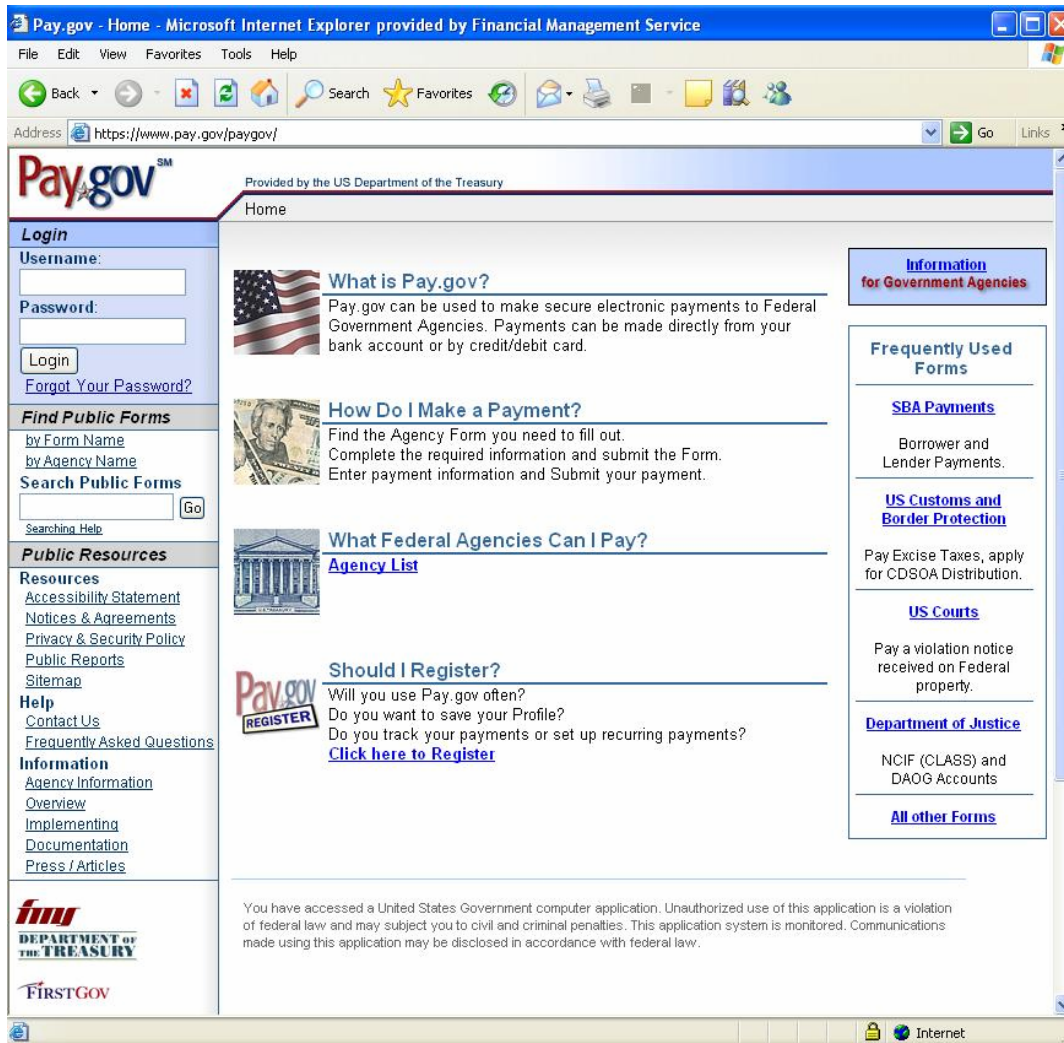 Pay.gov - Home - Microsoft Internet Explorer provided by Financial Management Service
File Edit View Favorites Tools Help
Back Search Favorites
Address https://www.pay.gov/paygov/ Go Links
Pay.gov SM
Provided by the US Department of the Treasury
Home
Login
Username:
Password:
Login
Forgot Your Password?
Find Public Forms
by Form Name
by Agency Name
Search Public Forms
Go
Searching Help
Public Resources
Resources
Accessibility Statement
Notices & Agreements
Privacy & Security Policy
Public Reports
Sitemap
Help
Contact Us
Frequently Asked Questions
Information
Agency Information
Overview
Implementing
Documentation
Press / Articles
fms
DEPARTMENT OF
THE TREASURY
FIRSTGOV
What is Pay.gov?
Pay.gov can be used to make secure electronic payments to Federal
Government Agencies. Payments can be made directly from your
bank account or by credit/debit card.
How Do I Make a Payment?
Find the Agency Form you need to fill out.
Complete the required information and submit the Form.
Enter payment information and Submit your payment.
What Federal Agencies Can I Pay?
Agency List
Pay.gov
REGISTER
Should I Register?
Will you use Pay.gov often?
Do you want to save your Profile?
Do you track your payments or set up recurring payments?
Click here to Register
Information
for Government Agencies
Frequently Used
Forms
SBA Payments
Borrower and
Lender Payments.
US Customs and
Border Protection
Pay Excise Taxes, apply
for CDSOA Distribution.
US Courts
Pay a violation notice
received on Federal
property.
Department of Justice
NCIF (CLASS) and
DAOG Accounts
All other Forms
You have accessed a United States Government computer application. Unauthorized use of this application is a violation
of federal law and may subject you to civil and criminal penalties. This application system is monitored. Communications
made using this application may be disclosed in accordance with federal law.
Internet